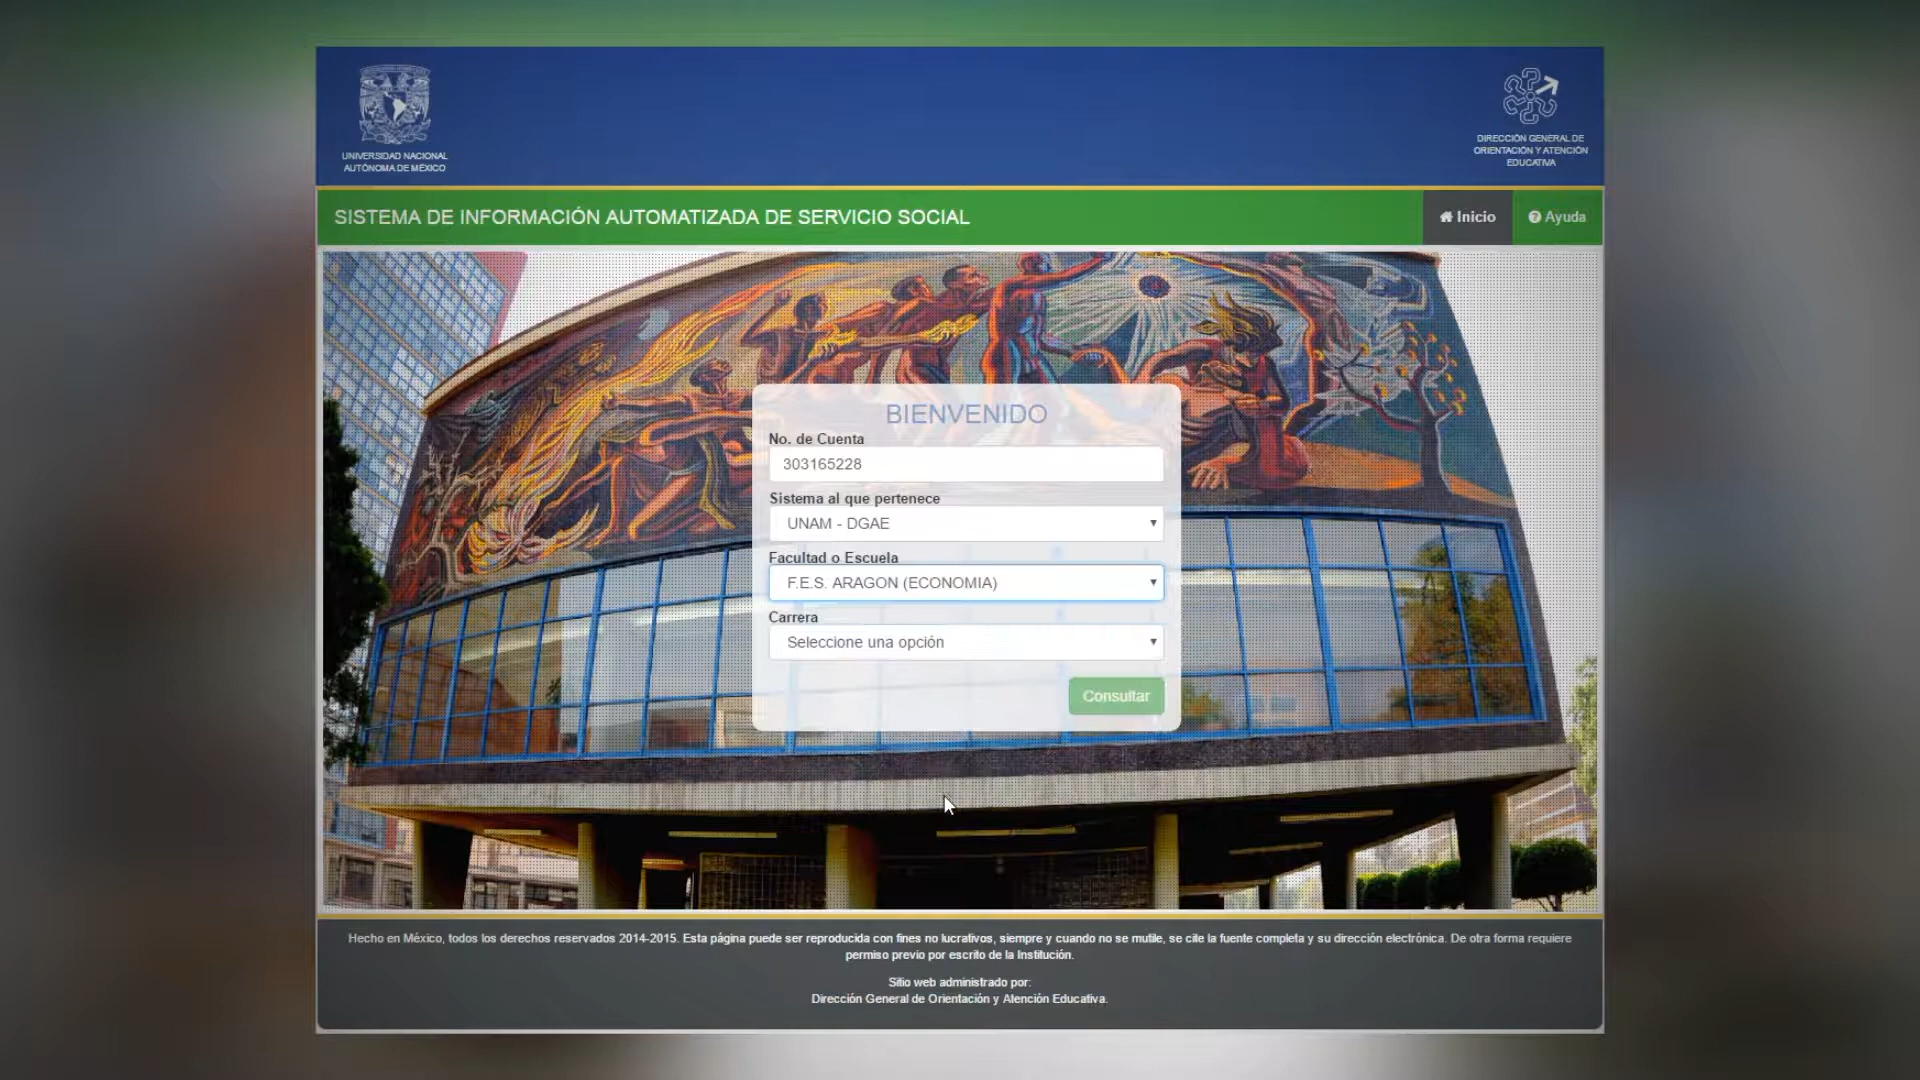 UNIVERSIDAD NACIONAL
AUTÓNOMA DE MÉXICO
DIRECCIÓN GENERAL DE
ORIENTACIÓN Y ATENCIÓN
EDUCATIVA
SISTEMA DE INFORMACIÓN AUTOMATIZADA DE SERVICIO SOCIAL
Inicio
Ayuda
BIENVENIDO
No. de Cuenta
303165228
Sistema al que pertenece
UNAM - DGAE
Facultad o Escuela
F.E.S. ARAGON (ECONOMIA)
Carrera
Seleccione una opción
Consultar
Hecho en México, todos los derechos reservados 2014-2015. Esta página puede ser reproducida con fines no lucrativos, siempre y cuando no se mutile, se cite la fuente completa y su dirección electrónica. De otra forma requiere
permiso previo por escrito de la Institución.
Sitio web administrado por:
Dirección General de Orientación y Atención Educativa.